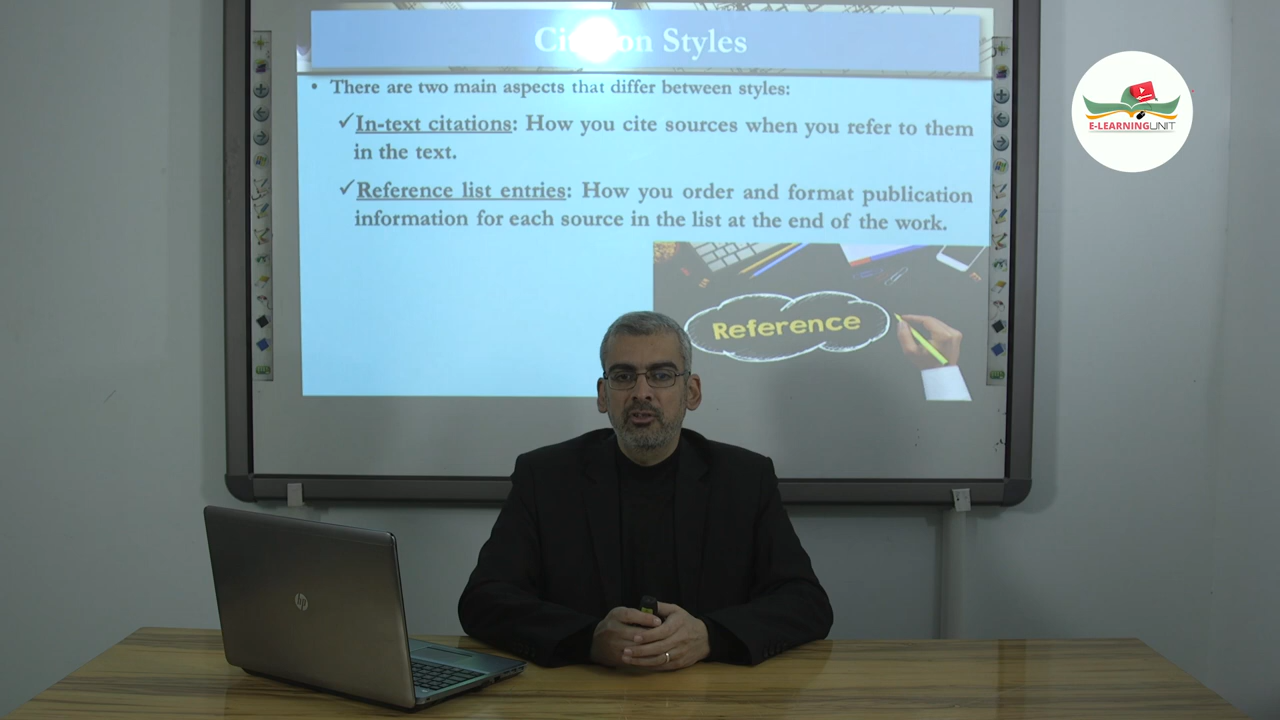 Citation Styles
• There are two main aspects that differ between styles:
✓In-text citations: How you cite sources when you refer to them
in the text.
✓Reference list entries: How you order and format publication
information for each source in the list at the end of the work.
Reference
E-LEARNINGUNIT
hp